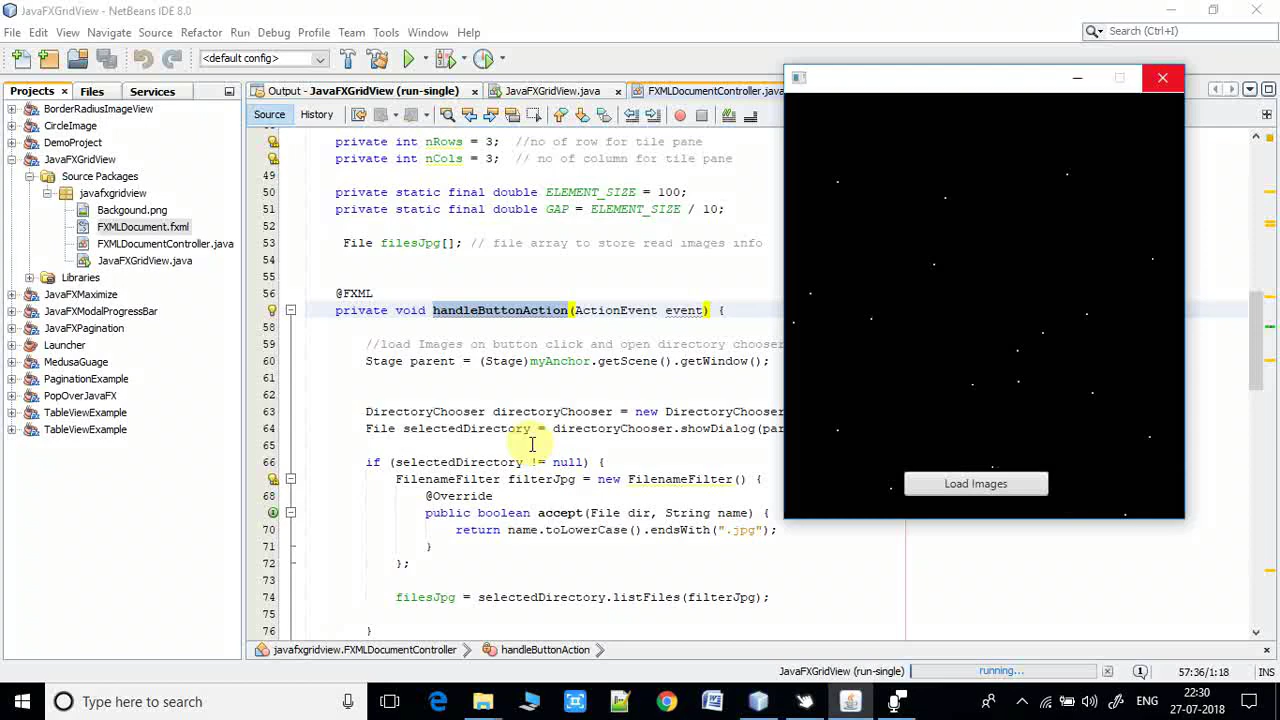 JavaFXGridView - NetBeans IDE 8.0
File Edit View Navigate Source Refactor Run Debug Profile Team Tools Window Help
Search (Ctrl+I)
<default config>
Projects Files Services
Output - JavaFXGridView (run-single) JavaFXGridView.java FXMLDocumentController.java
Source History
BorderRadiusImageView
CircleImage
DemoProject
JavaFXGridView
Source Packages
javafxgridview
Backgound.png
FXMLDocument.fxml
FXMLDocumentController.java
JavaFXGridView.java
Libraries
JavaFXMaximize
JavaFXModalProgressBar
JavaFXPagination
Launcher
MedusaGuage
PaginationExample
PopOverJavaFX
TableViewExample
TableViewExample
private int nRows = 3; //no of row for tile pane
private int nCols = 3; // no of column for tile pane
49
50 private static final double ELEMENT_SIZE = 100;
51 private static final double GAP = ELEMENT_SIZE / 10;
52
53 File filesJpg[]; // file array to store read images info
54
55
56 @FXML
private void handleButtonAction(ActionEvent event) {
58
59 //load Images on button click and open directory chooser
60 Stage parent = (Stage)myAnchor.getScene().getWindow();
61
62
63 DirectoryChooser directoryChooser = new DirectoryChooser
64 File selectedDirectory = directoryChooser.showDialog(par
65
66 if (selectedDirectory != null) {
FilenameFilter filterJpg = new FilenameFilter() {
68 @Override
public boolean accept(File dir, String name) {
70 return name.toLowerCase().endsWith(".jpg");
71 }
72 };
73
74 filesJpg = selectedDirectory.listFiles(filterJpg);
75
76 }
Load Images
javafxgridview.FXMLDocumentController handleButtonAction
JavaFXGridView (run-single) running... 57:36/1:18 INS
Type here to search
ENG
22:30
27-07-2018